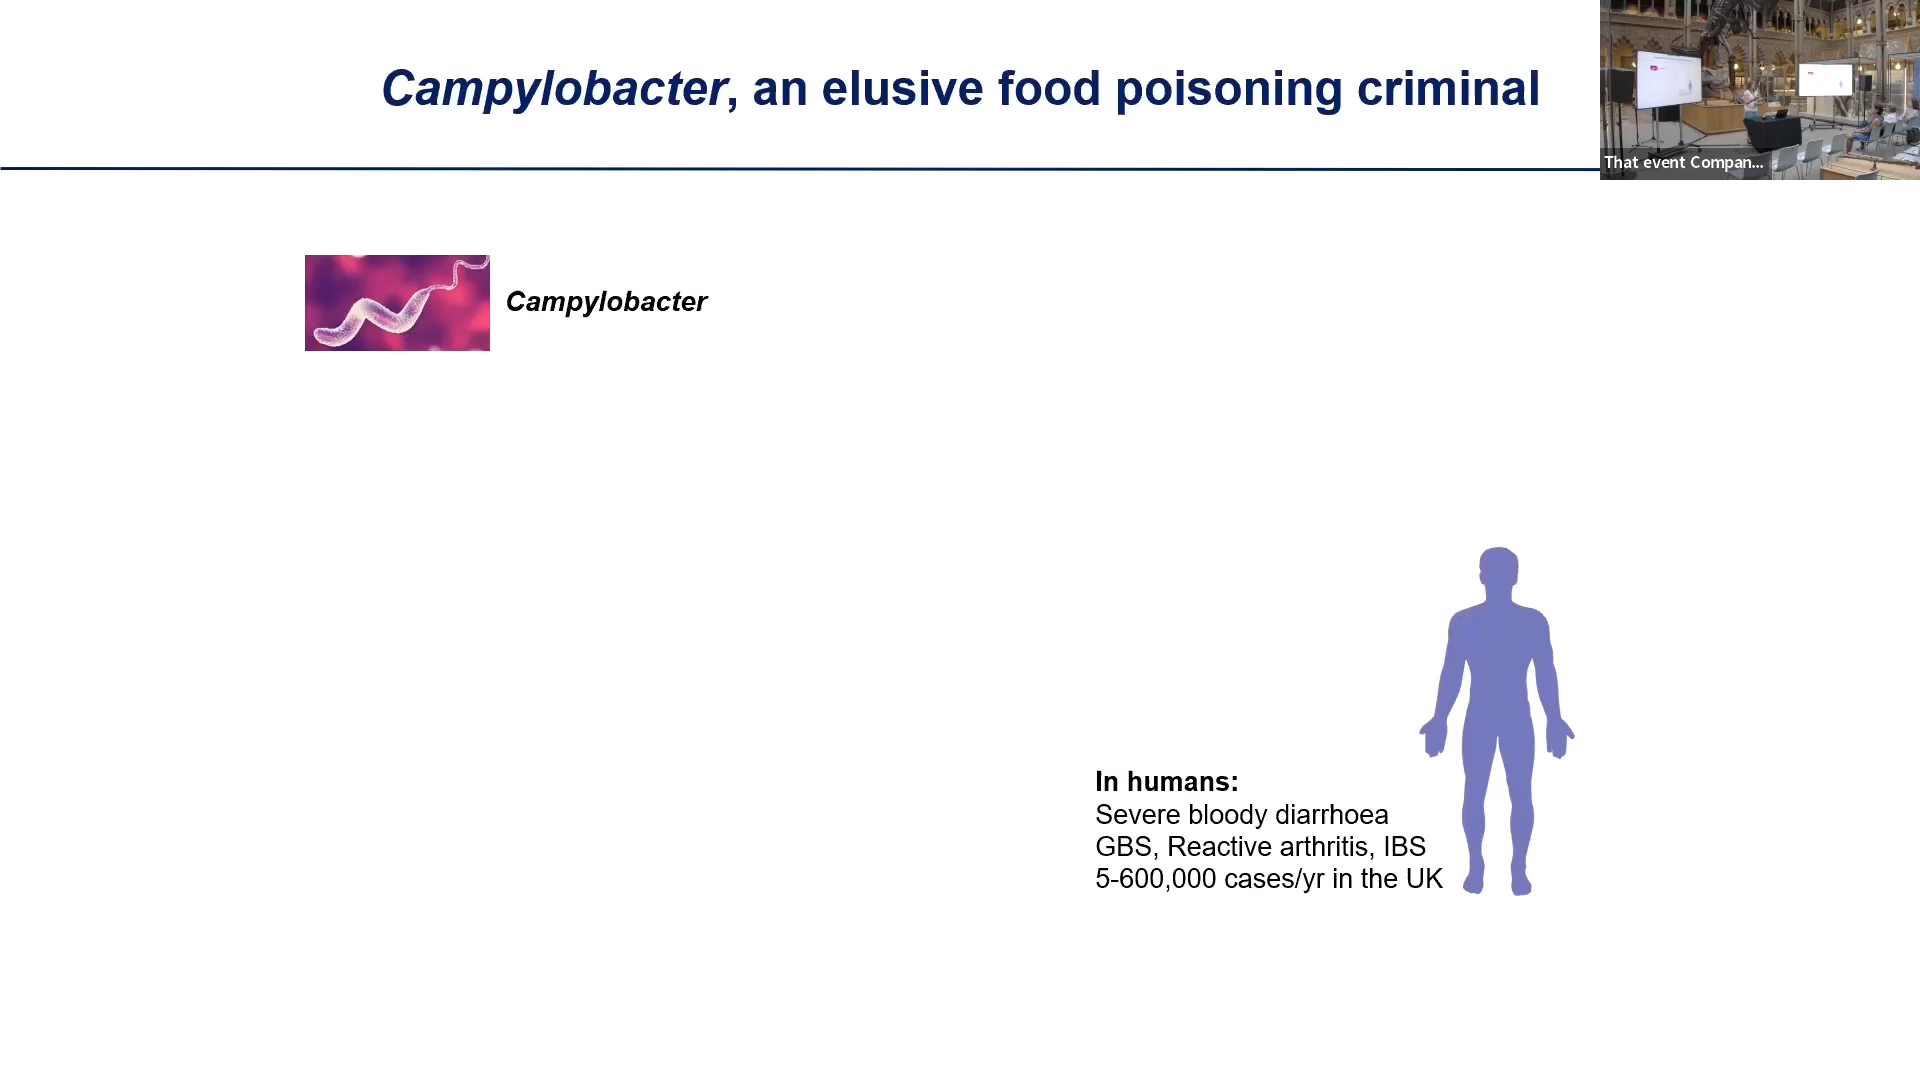 Campylobacter, an elusive food poisoning criminal
That event Compan...
Campylobacter
In humans:
Severe bloody diarrhoea
GBS, Reactive arthritis, IBS
5-600,000 cases/yr in the UK